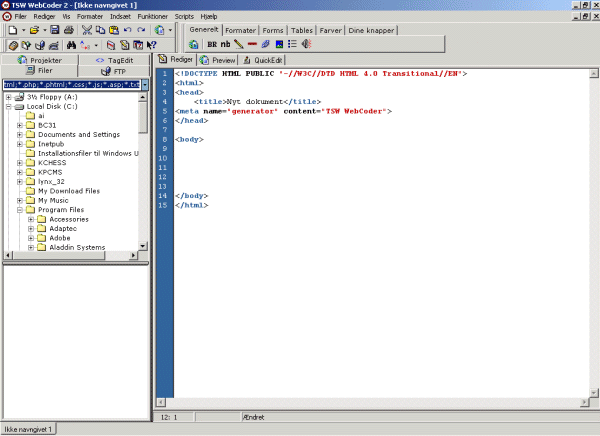 TSW WebCoder 2 - [Ikke navngivet 1]
Filer Rediger Vis Formater Indsæt Funktioner Scripts Hjælp
Generelt Formater Forms Tables Farver Dine knapper
BR nb
Projekter TagEdit
Filer FTP
Rediger Preview QuickEdit
tml;*.php;*.phtml;*.css;*.js;*.asp;*.txt
3½ Floppy (A:)
Local Disk (C:)
ai
BC31
Documents and Settings
Inetpub
Installationsfiler til Windows U
KCHESS
KPCMS
lynx_32
My Download Files
My Music
Program Files
Accessories
Adaptec
Adobe
Aladdin Systems
1 <!DOCTYPE HTML PUBLIC "-//W3C//DTD HTML 4.0 Transitional//EN">
2 <html>
3 <head>
4 <title>Nyt dokument</title>
5 <meta name="generator" content="TSW WebCoder">
6 </head>
7
8 <body>
9
10
11
12
13
14 </body>
15 </html>
12: 1 Ændret
Ikke navngivet 1